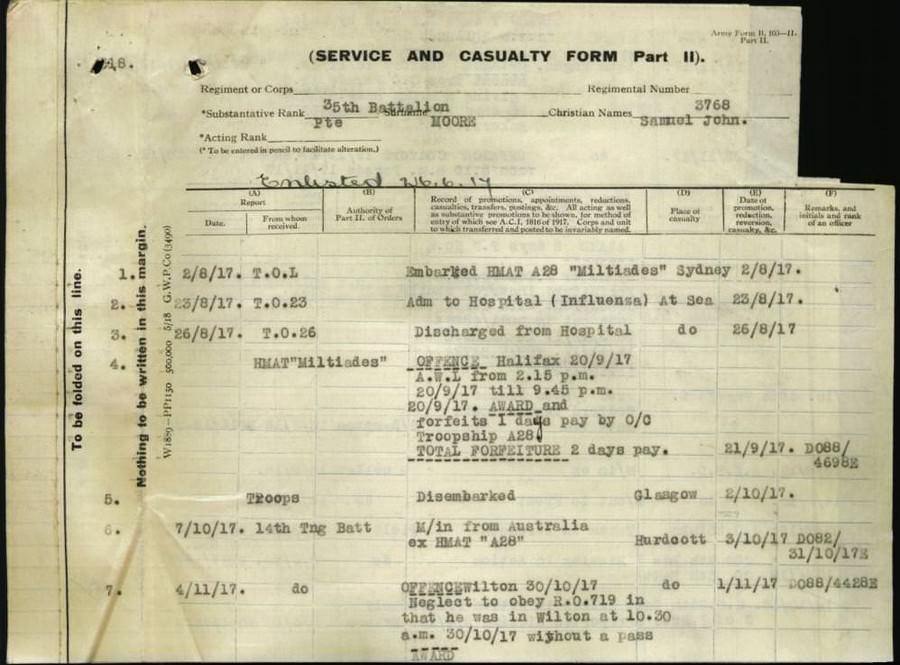 Army Form B. 103—II.
Part II.
18.
(SERVICE AND CASUALTY FORM Part II).
Regiment or Corps Regimental Number
35th Battalion 3768
*Substantative Rank Surname Christian Names
Pte MOORE Samuel John.
*Acting Rank
(* To be entered in pencil to facilitate alteration.)
Enlisted 26.6.17
(A) (B) (C) (D) (E) (F)
Report
Date. From whom received.
Authority of Part II. of Orders
Record of promotions, appointments, reductions, casualties, transfers, postings, &c. All acting as well as substantive promotions to be shown, for method of entry of which see A.C.I. 1816 of 1917. Corps and unit to which transferred and posted to be invariably named.
Place of casualty
Date of promotion, reduction, reversion, casualty, &c.
Remarks, and initials and rank of an officer
To be folded on this line.
Nothing to be written in this margin.
W1889—PP1150 500,000 5/18 G.W.P.Co (3490)
1. 2/8/17. T.O.L Embarked HMAT A28 "Miltiades" Sydney 2/8/17.
2. 23/8/17. T.O.23 Adm to Hospital (Influensa) At Sea 23/8/17.
3. 26/8/17. T.O.26 Discharged from Hospital do 26/8/17
4. HMAT"Miltiades" OFFENCE Halifax 20/9/17
A.W.L from 2.15 p.m.
20/9/17 till 9.45 p.m.
20/9/17. AWARD and
forfeits 1 days pay by O/C
Troopship A28
TOTAL FORFEITURE 2 days pay. 21/9/17. D088/
4698E
5. Troops Disembarked Glasgow 2/10/17.
6. 7/10/17. 14th Tng Batt M/in from Australia
ex HMAT "A28" Hurdcott 3/10/17 D082/
31/10/17E
7. 4/11/17. do OFFENCE Wilton 30/10/17 do 1/11/17 D088/4428E
Neglect to obey R.O.719 in
that he was in Wilton at 10.30
a.m. 30/10/17 without a pass
AWARD